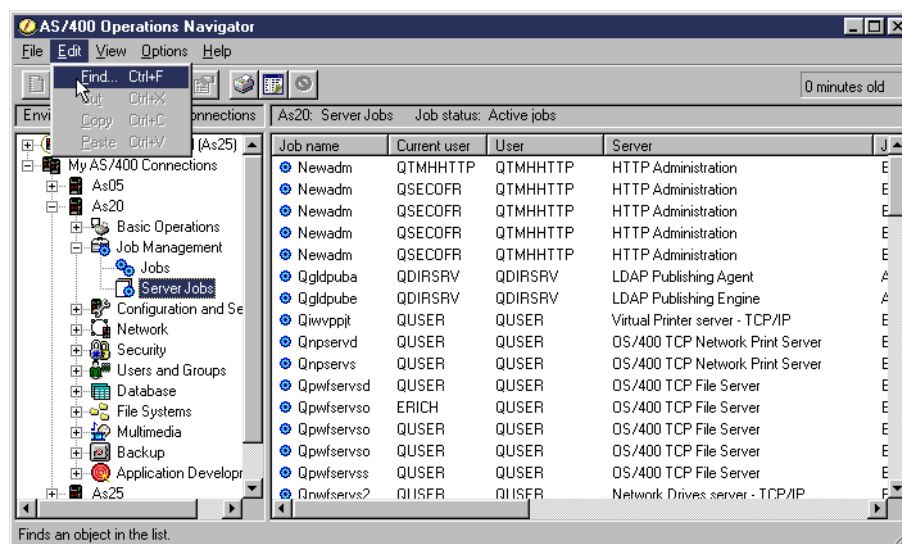 AS/400 Operations Navigator
File Edit View Options Help
Find... Ctrl+F
Cut Ctrl+X
Copy Ctrl+C
Paste Ctrl+V
0 minutes old
Envi
onnections
As20: Server Jobs Job status: Active jobs
(As25)
My AS/400 Connections
As05
As20
Basic Operations
Job Management
Jobs
Server Jobs
Configuration and Se
Network
Security
Users and Groups
Database
File Systems
Multimedia
Backup
Application Developr
As25
Job name Current user User Server J
Newadm QTMHHTTP QTMHHTTP HTTP Administration E
Newadm QSECOFR QTMHHTTP HTTP Administration E
Newadm QSECOFR QTMHHTTP HTTP Administration E
Newadm QSECOFR QTMHHTTP HTTP Administration E
Newadm QSECOFR QTMHHTTP HTTP Administration E
Qgldpuba QDIRSRV QDIRSRV LDAP Publishing Agent A
Qgldpube QDIRSRV QDIRSRV LDAP Publishing Engine A
Qiwvppjt QUSER QUSER Virtual Printer server - TCP/IP E
Qnpservd QUSER QUSER OS/400 TCP Network Print Server E
Qnpservs QUSER QUSER OS/400 TCP Network Print Server E
Qpwfservsd QUSER QUSER OS/400 TCP File Server E
Qpwfservso ERICH QUSER OS/400 TCP File Server E
Qpwfservso QUSER QUSER OS/400 TCP File Server E
Qpwfservso QUSER QUSER OS/400 TCP File Server E
Qpwfservss QUSER QUSER OS/400 TCP File Server E
Qpwfservs2 QUSER QUSER Network Drives server - TCP/IP E
Finds an object in the list.